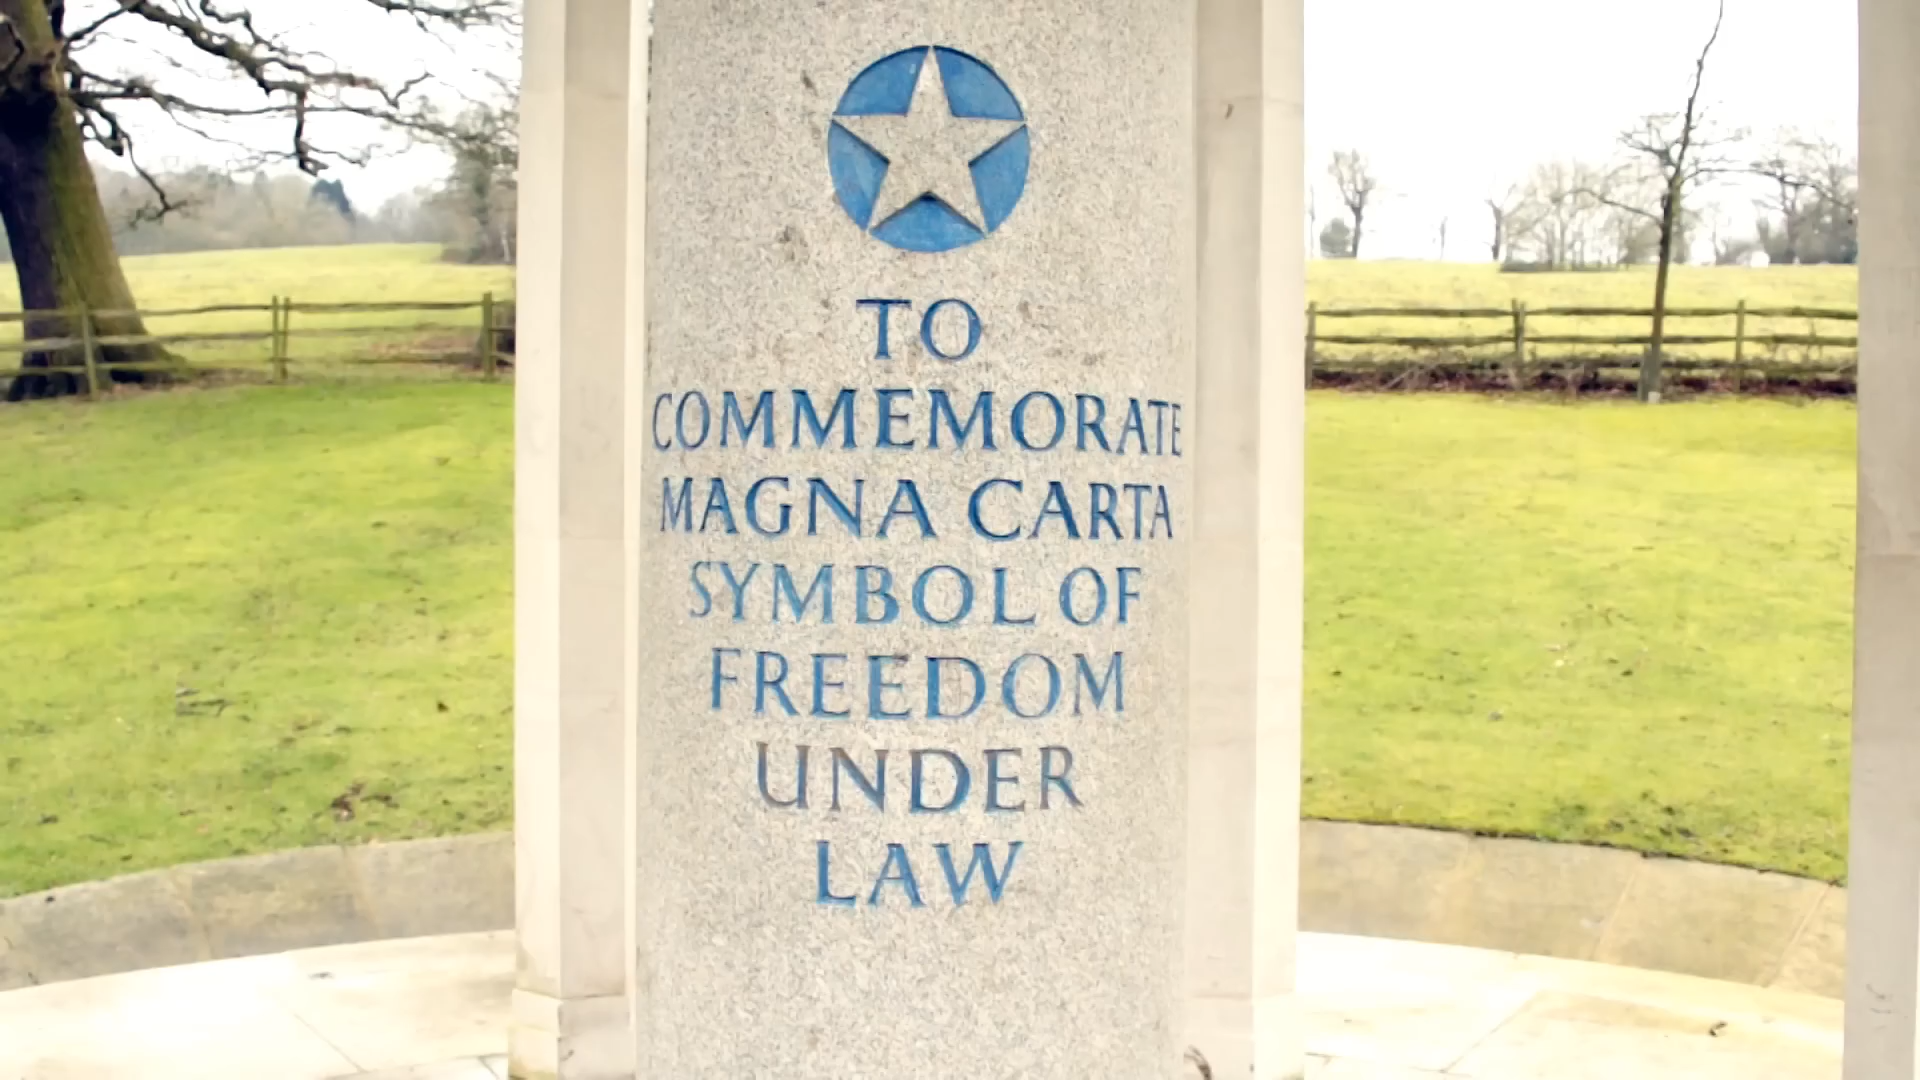 TO
COMMEMORATE
MAGNA CARTA
SYMBOL OF
FREEDOM
UNDER
LAW